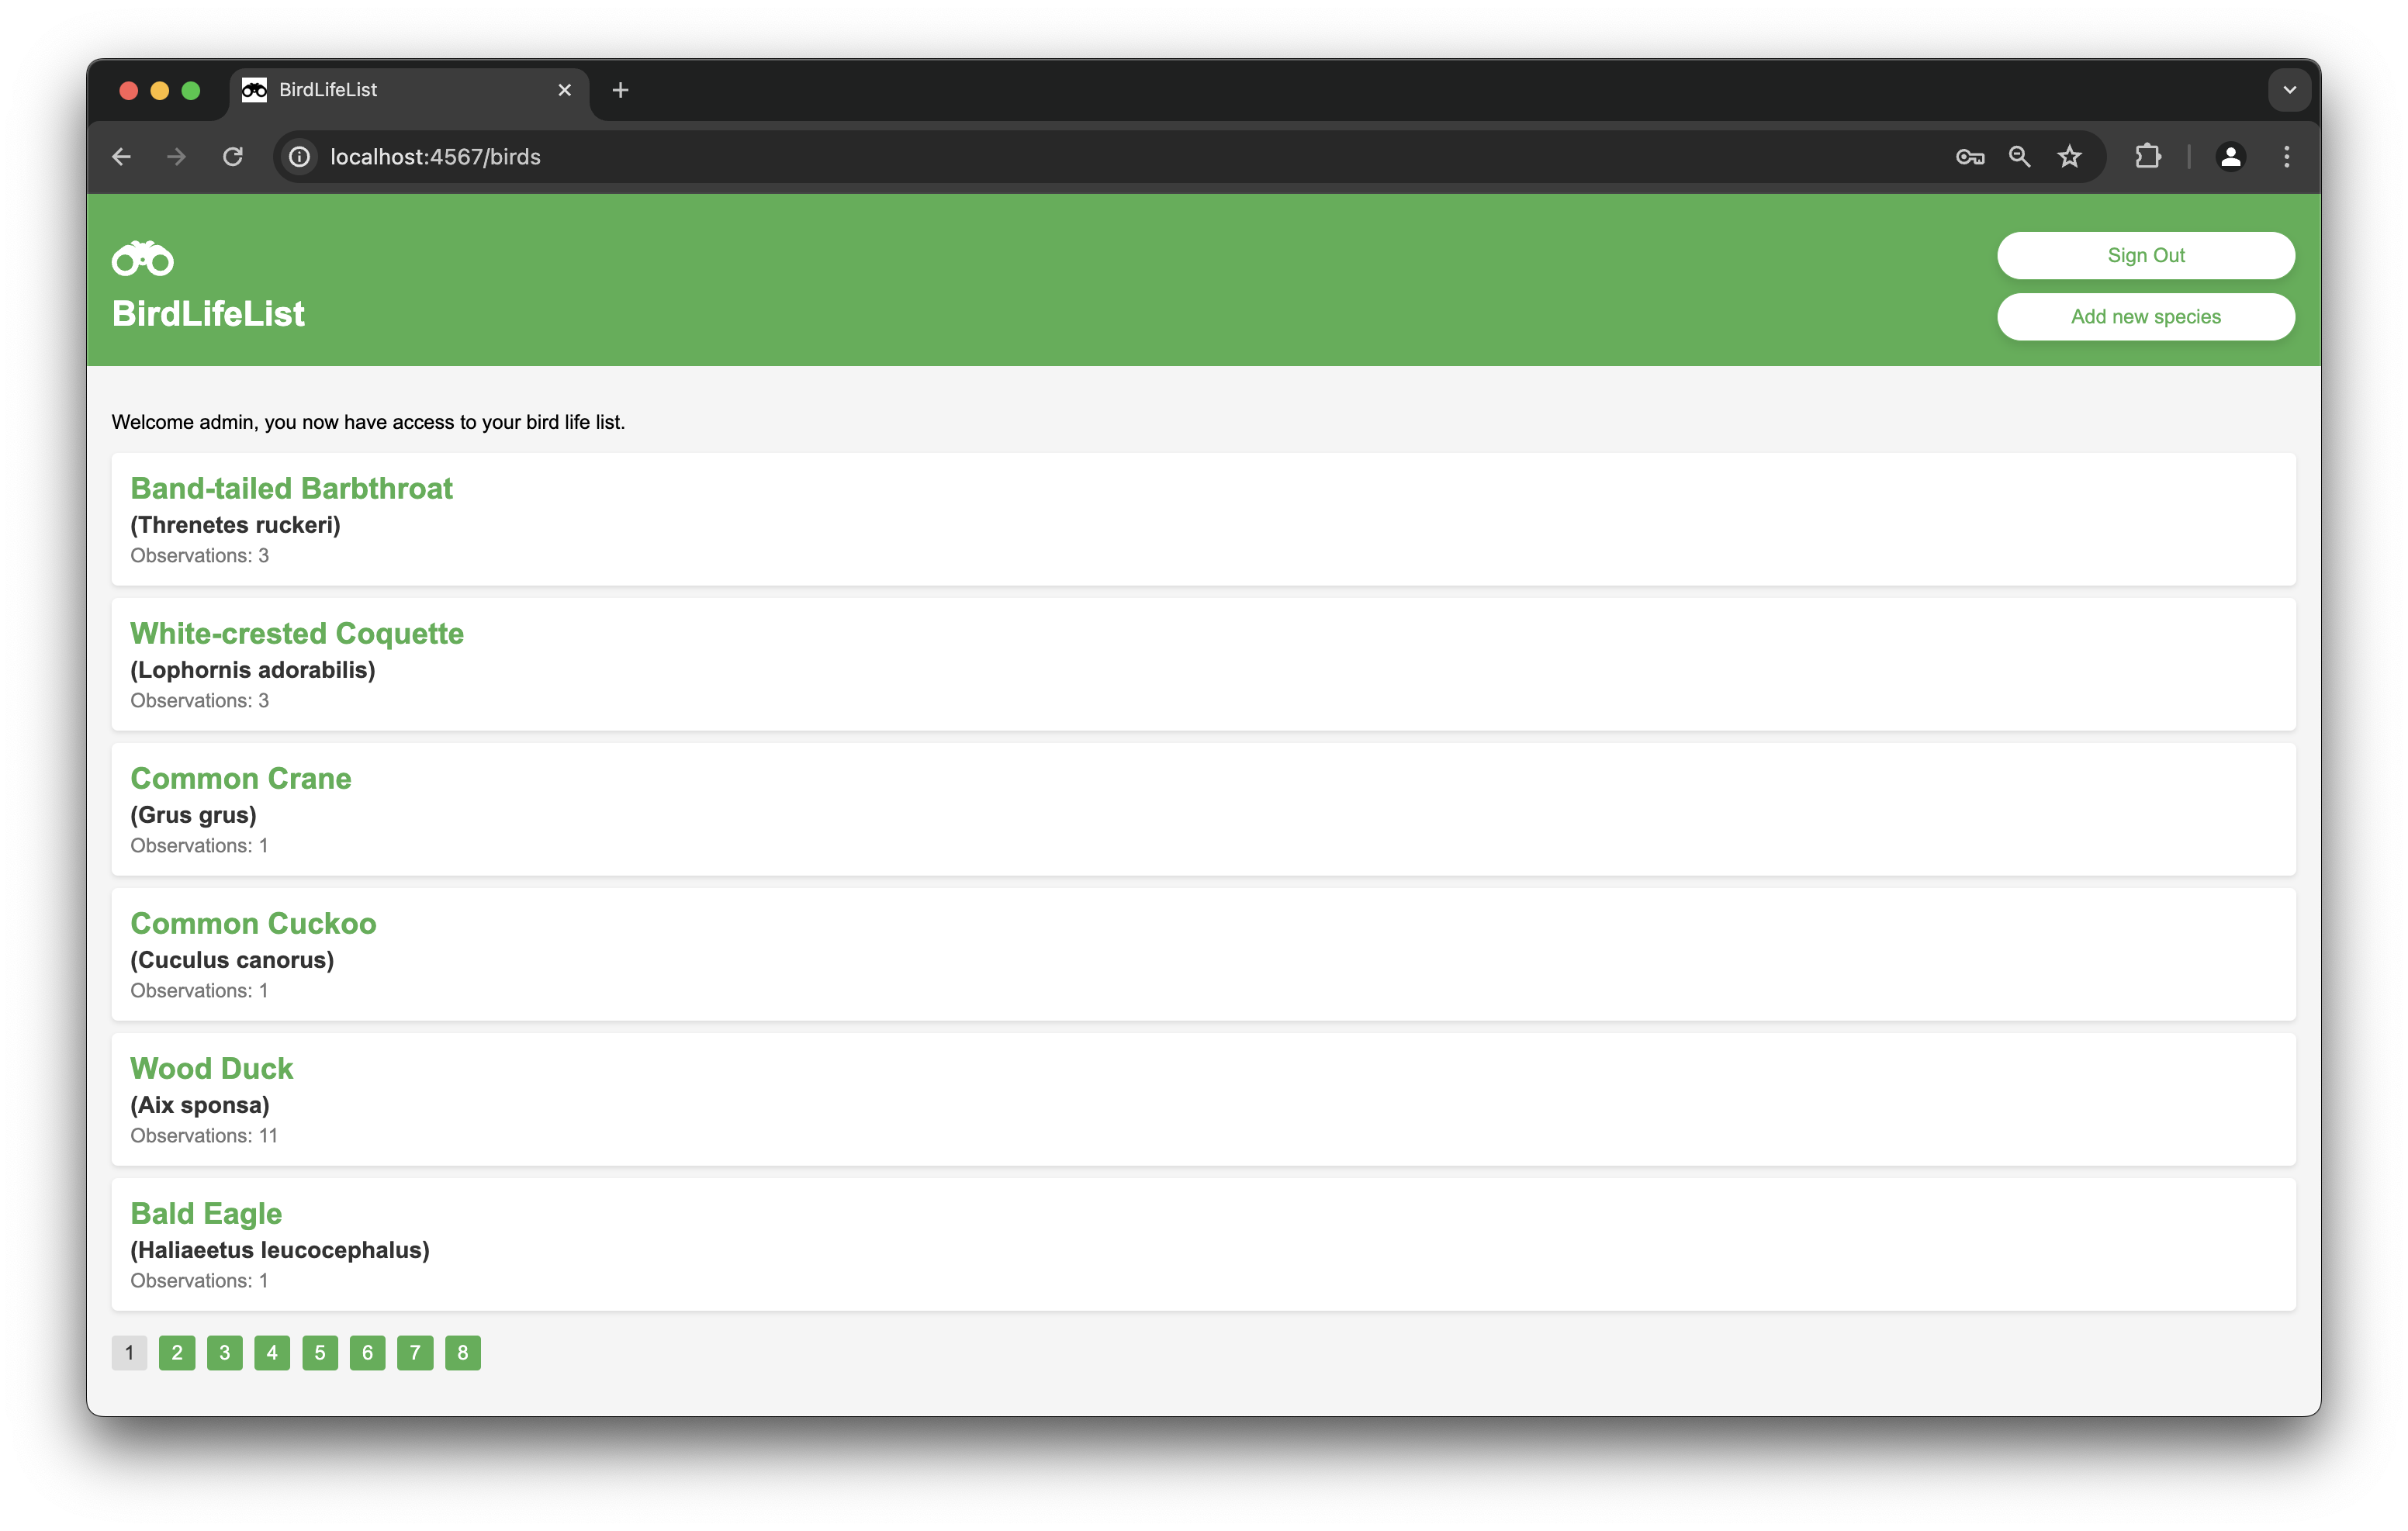 BirdLifeList
localhost:4567/birds
BirdLifeList
Sign Out
Add new species
Welcome admin, you now have access to your bird life list.
Band-tailed Barbthroat
(Threnetes ruckeri)
Observations: 3
White-crested Coquette
(Lophornis adorabilis)
Observations: 3
Common Crane
(Grus grus)
Observations: 1
Common Cuckoo
(Cuculus canorus)
Observations: 1
Wood Duck
(Aix sponsa)
Observations: 11
Bald Eagle
(Haliaeetus leucocephalus)
Observations: 1
1 2 3 4 5 6 7 8